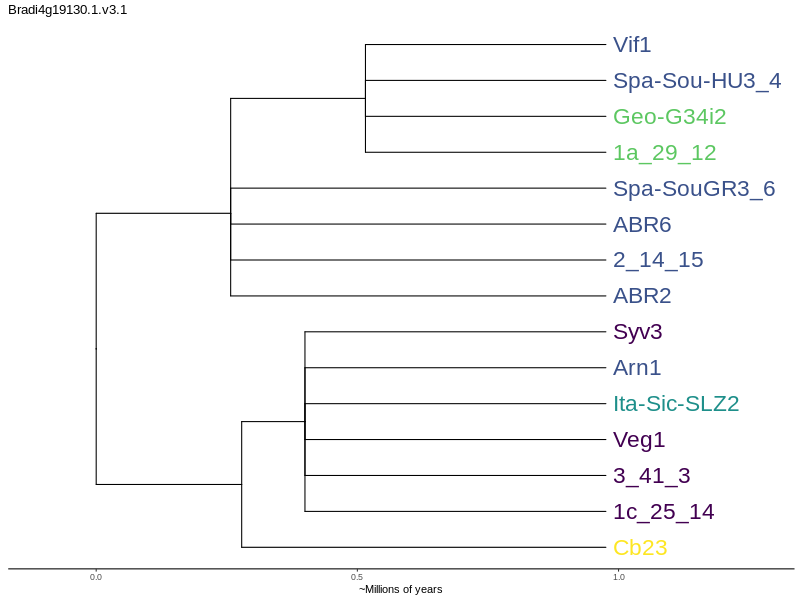 Bradi4g19130.1.v3.1
Vif1
Spa-Sou-HU3_4
Geo-G34i2
1a_29_12
Spa-SouGR3_6
ABR6
2_14_15
ABR2
Syv3
Arn1
Ita-Sic-SLZ2
Veg1
3_41_3
1c_25_14
Cb23
0.0 0.5 1.0
~Millions of years